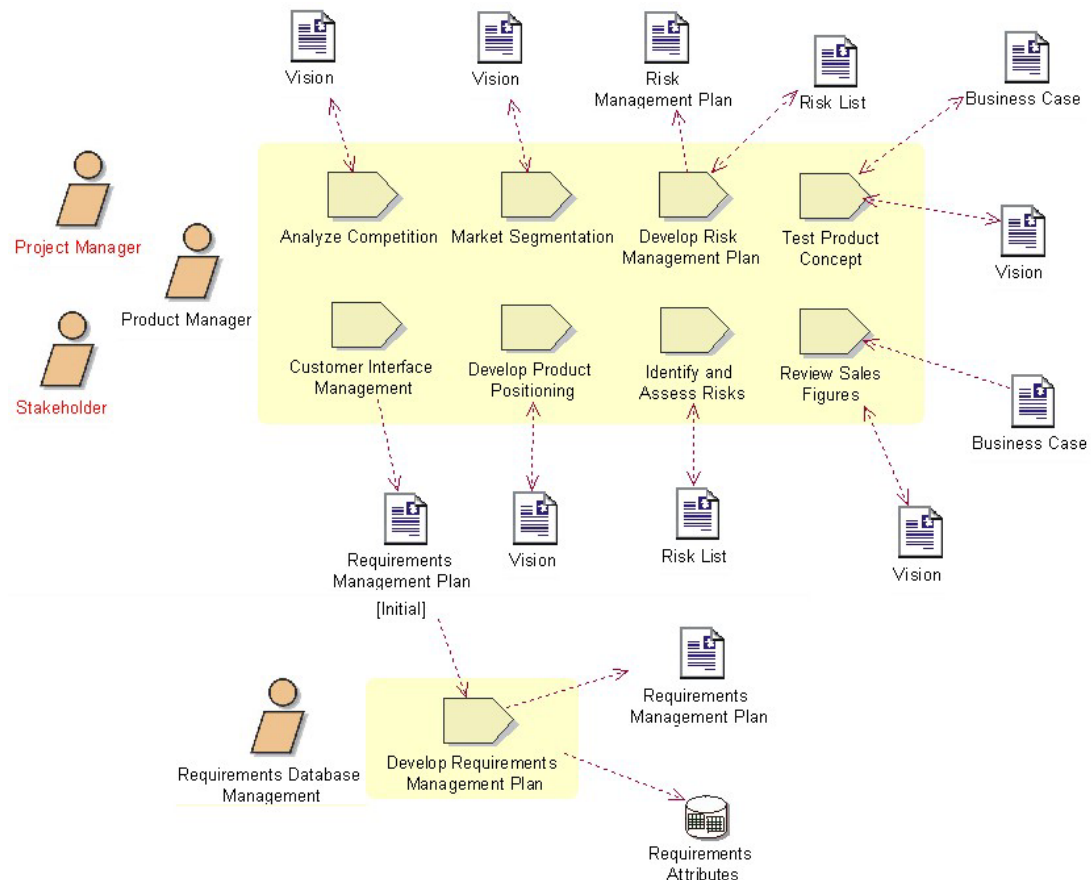 Vision
Vision
Risk
Management Plan
Risk List
Business Case
Project Manager
Product Manager
Stakeholder
Analyze Competition
Market Segmentation
Develop Risk
Management Plan
Test Product
Concept
Vision
Customer Interface
Management
Develop Product
Positioning
Identify and
Assess Risks
Review Sales
Figures
Business Case
Requirements
Management Plan
[Initial]
Vision
Risk List
Vision
Requirements Database
Management
Develop Requirements
Management Plan
Requirements
Management Plan
Requirements
Attributes